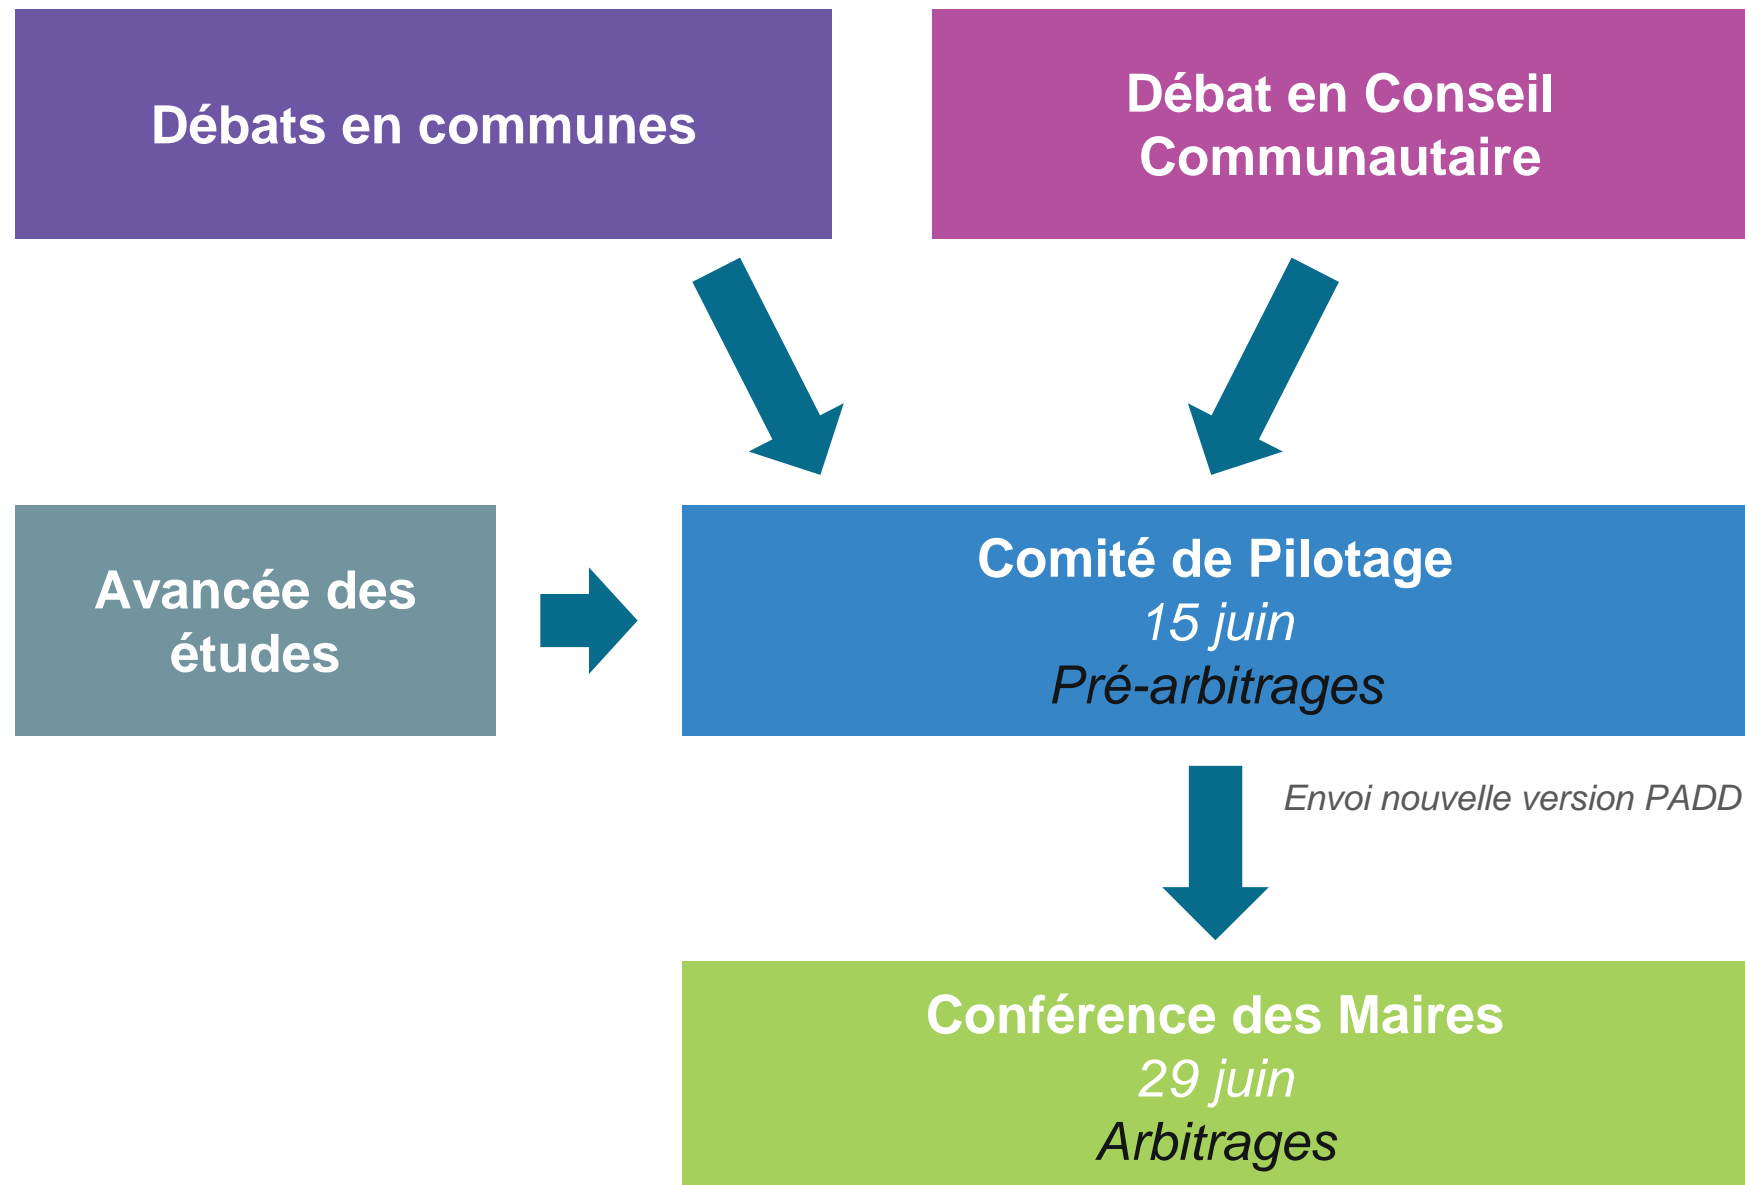 Débats en communes
Débat en Conseil
Communautaire
Avancée des
études
Comité de Pilotage
15 juin
Pré-arbitrages
Envoi nouvelle version PADD
Conférence des Maires
29 juin
Arbitrages